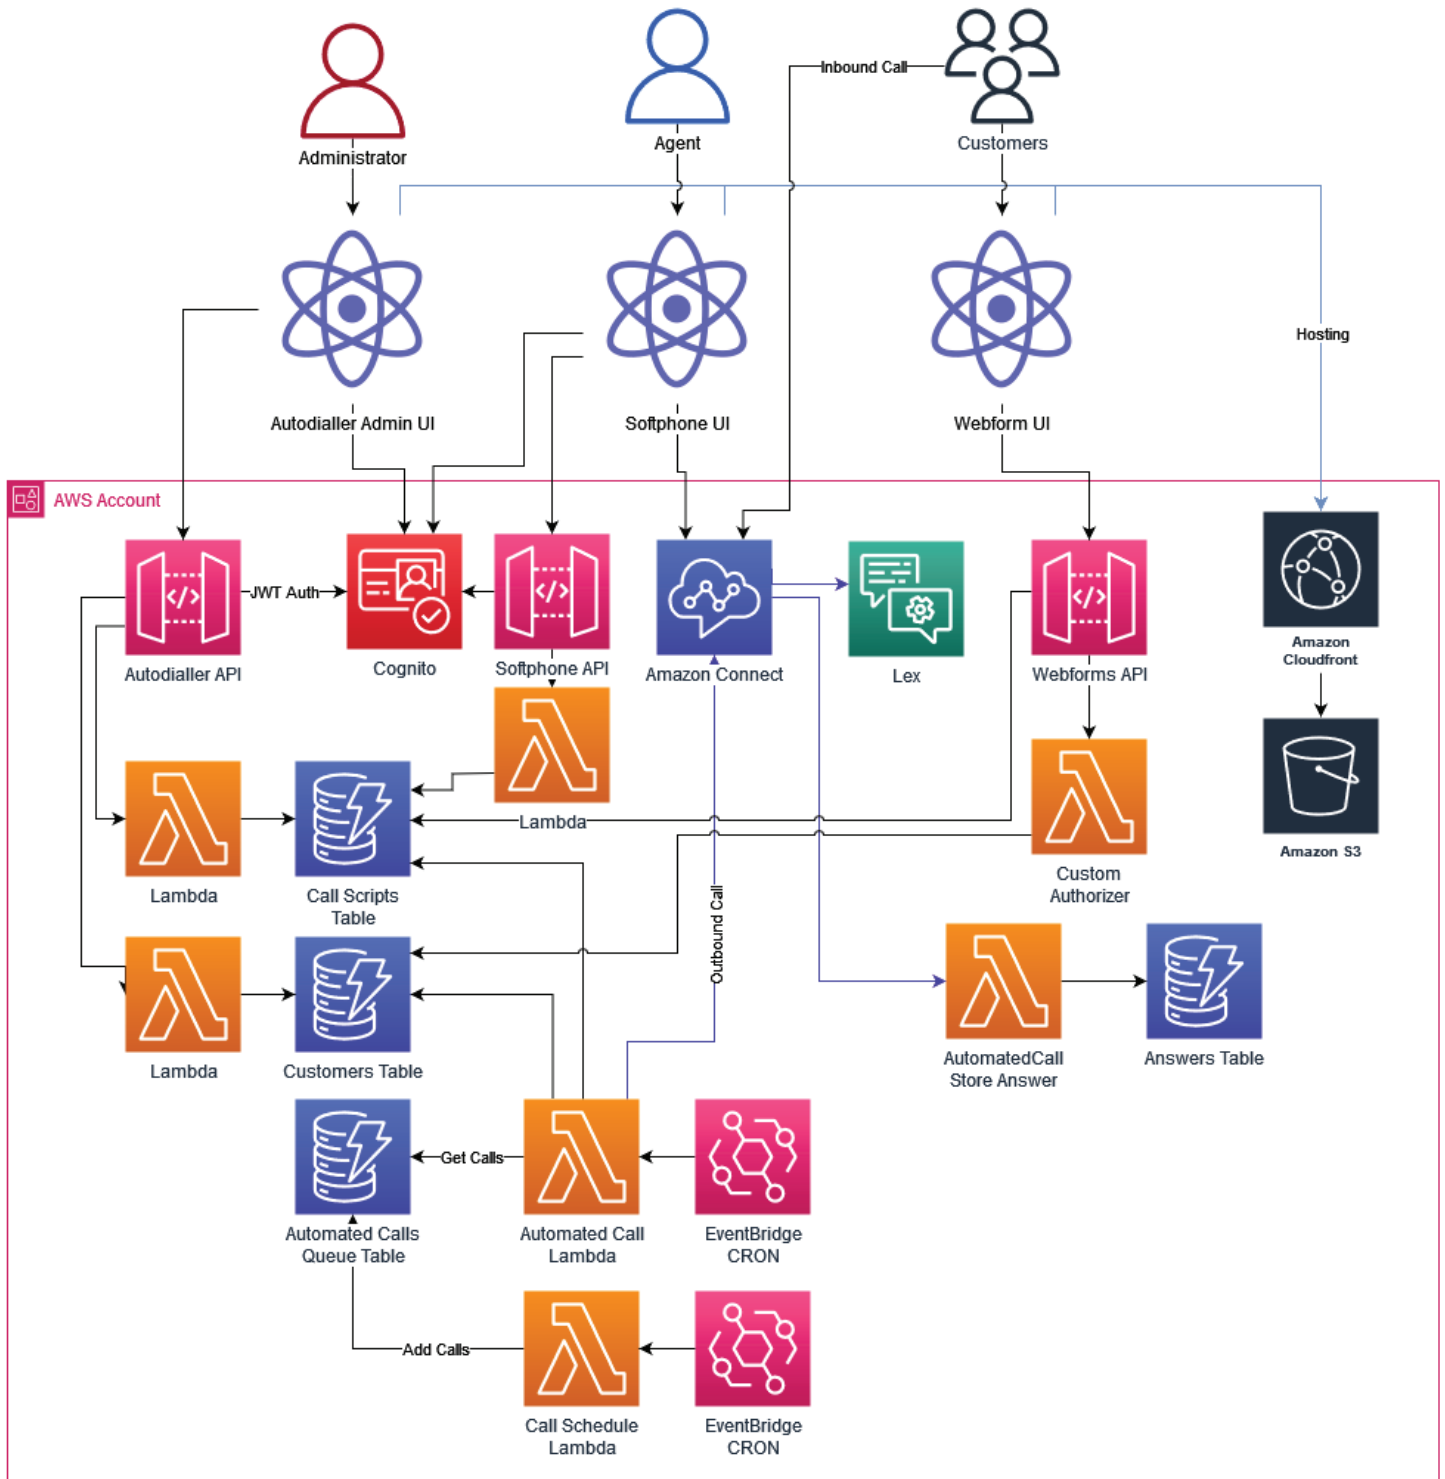 Inbound Call
Administrator
Agent
Customers
Hosting
Autodialler Admin UI
Softphone UI
Webform UI
AWS Account
JWT Auth
Autodialler API
Cognito
Softphone API
Amazon Connect
Lex
Webforms API
Amazon
Cloudfront
Lambda
Lambda
Call Scripts
Table
Custom
Authorizer
Amazon S3
Outbound Call
Lambda
Customers Table
AutomatedCall
Store Answer
Answers Table
Get Calls
Automated Calls
Queue Table
Automated Call
Lambda
EventBridge
CRON
Add Calls
Call Schedule
Lambda
EventBridge
CRON